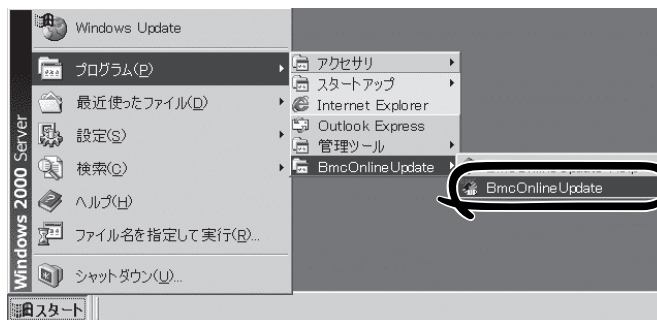 Windows Update
プログラム(P)
最近使ったファイル(D)
設定(S)
検索(C)
ヘルプ(H)
ファイル名を指定して実行(R)...
シャットダウン(U)...
Windows 2000 Server
スタート
アクセサリ
スタートアップ
Internet Explorer
Outlook Express
管理ツール
BmcOnlineUpdate
BmcOnlineUpdate